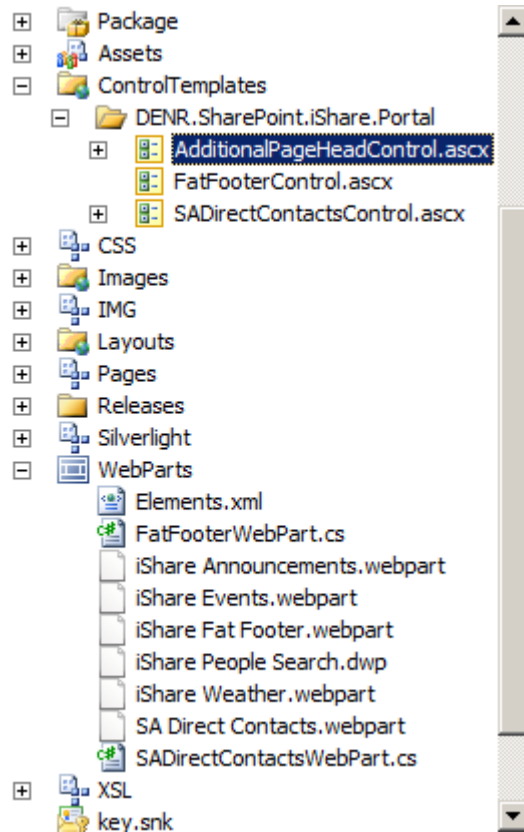 Package
Assets
ControlTemplates
DENR.SharePoint.iShare.Portal
AdditionalPageHeadControl.ascx
FatFooterControl.ascx
SADirectContactsControl.ascx
CSS
Images
IMG
Layouts
Pages
Releases
Silverlight
WebParts
Elements.xml
FatFooterWebPart.cs
iShare Announcements.webpart
iShare Events.webpart
iShare Fat Footer.webpart
iShare People Search.dwp
iShare Weather.webpart
SA Direct Contacts.webpart
SADirectContactsWebPart.cs
XSL
key.snk